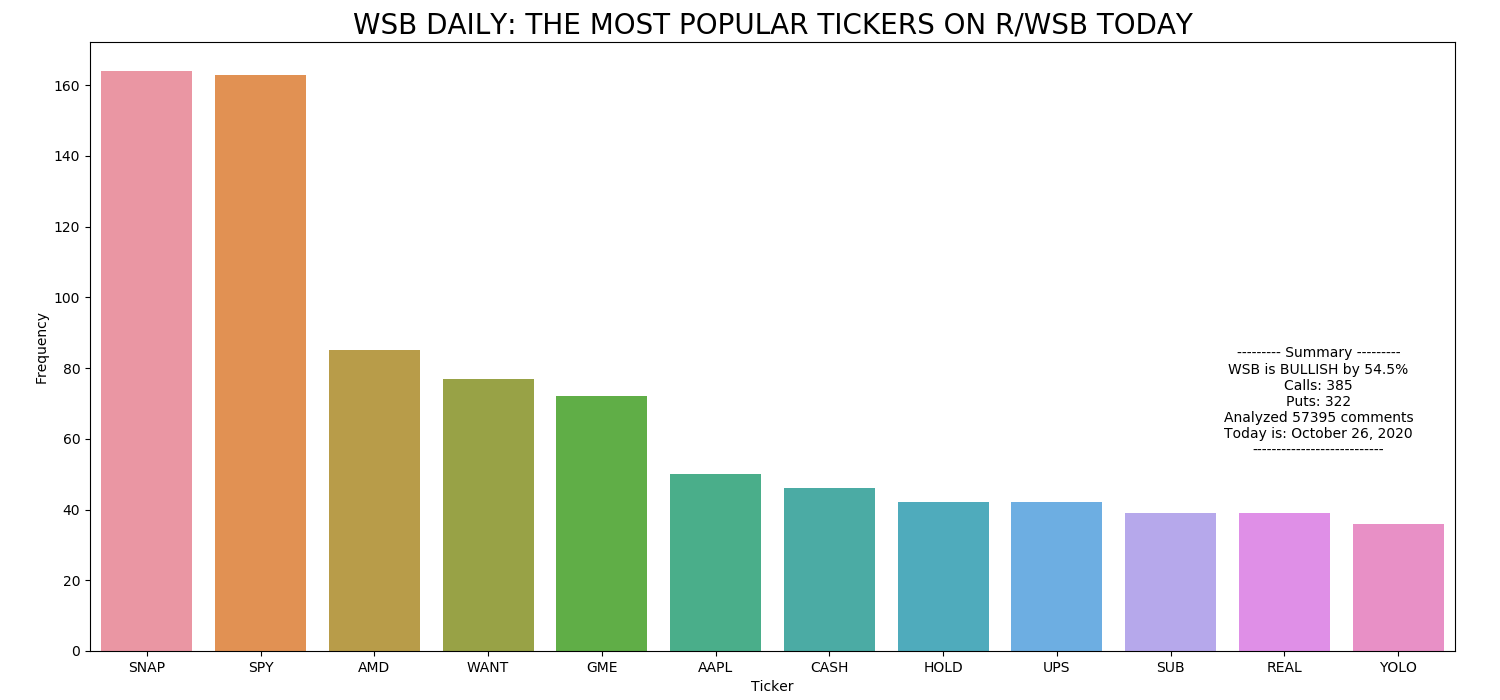 WSB DAILY: THE MOST POPULAR TICKERS ON R/WSB TODAY
160
140
120
100
80
60
40
20
0
Frequency
--------- Summary ---------
WSB is BULLISH by 54.5%
Calls: 385
Puts: 322
Analyzed 57395 comments
Today is: October 26, 2020
---------------------------
SNAP SPY AMD WANT GME AAPL CASH HOLD UPS SUB REAL YOLO
Ticker